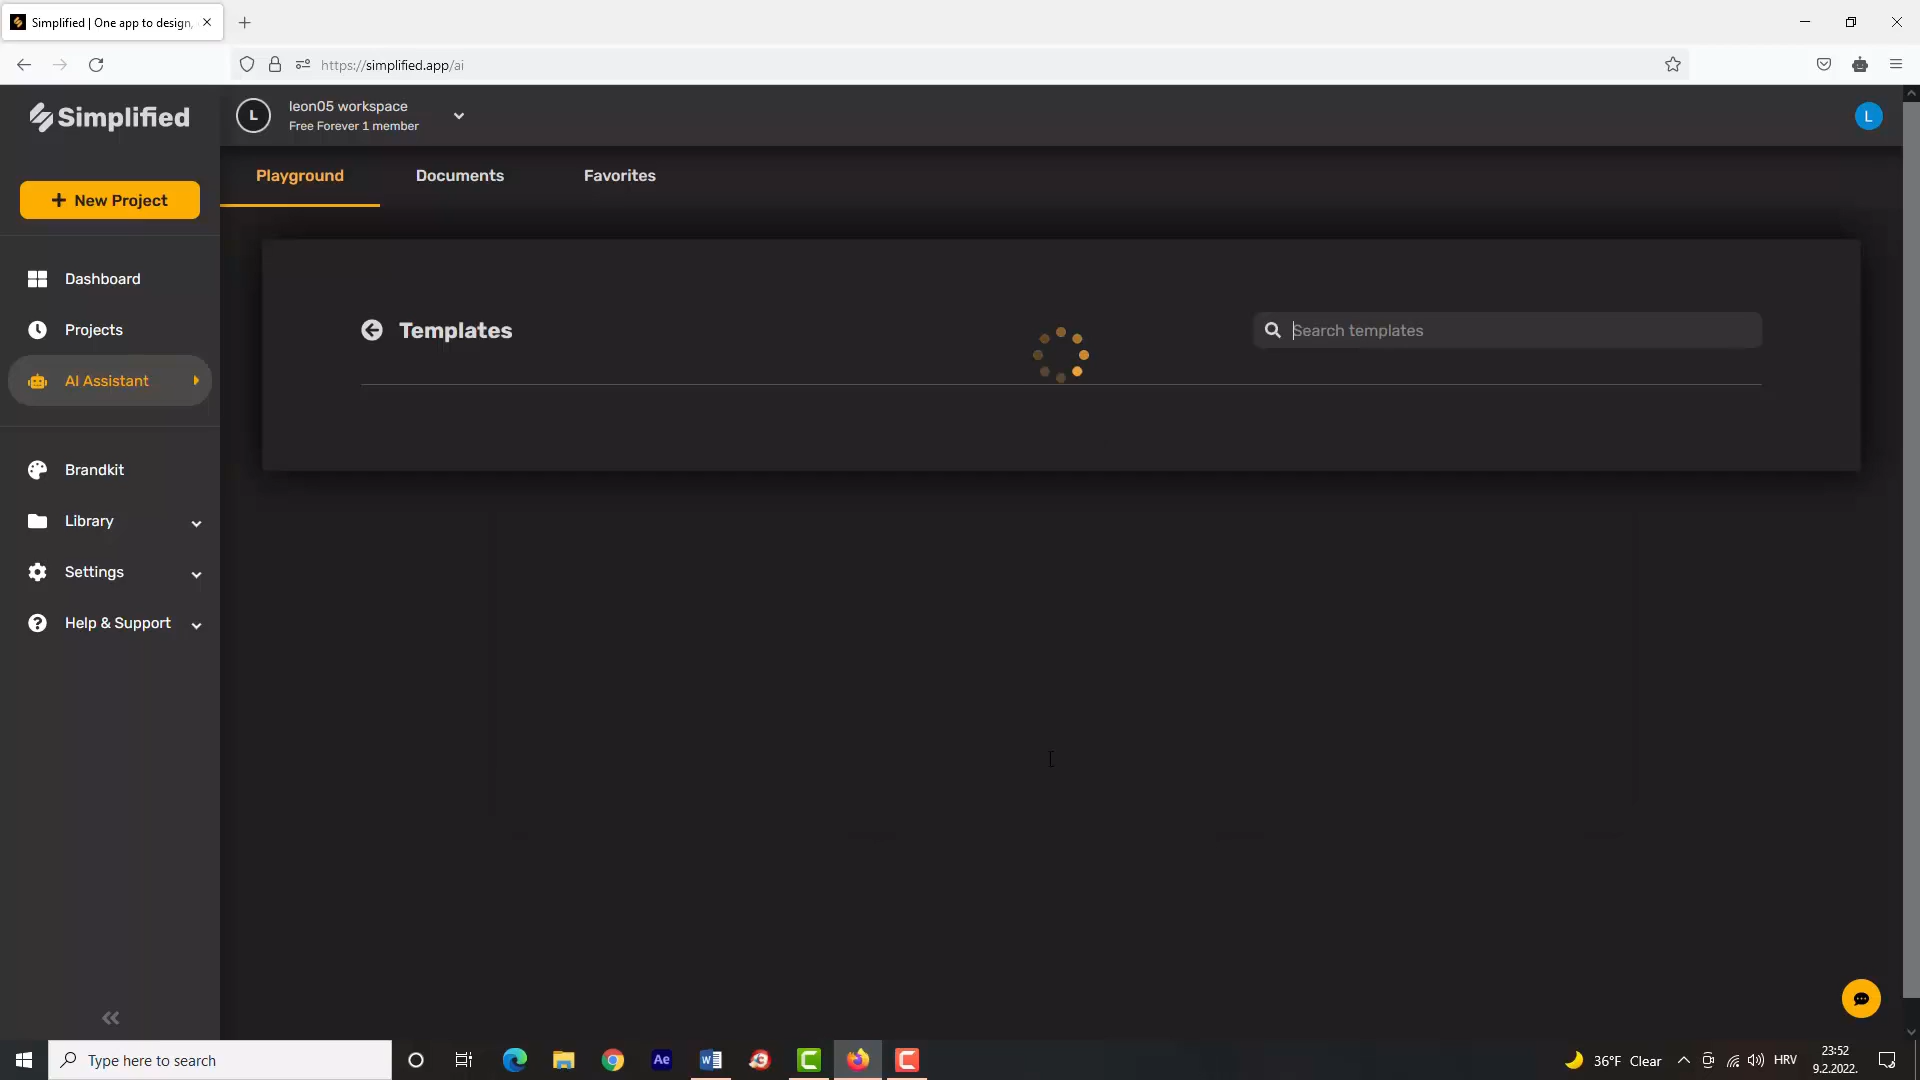 Simplified | One app to design,
https://simplified.app/ai
Simplified
L
leon05 workspace
Free Forever 1 member
L
Playground
Documents
Favorites
New Project
Dashboard
Projects
AI Assistant
Brandkit
Library
Settings
Help & Support
Templates
Search templates
Type here to search
Ae
36°F Clear
HRV
23:52
9.2.2022.